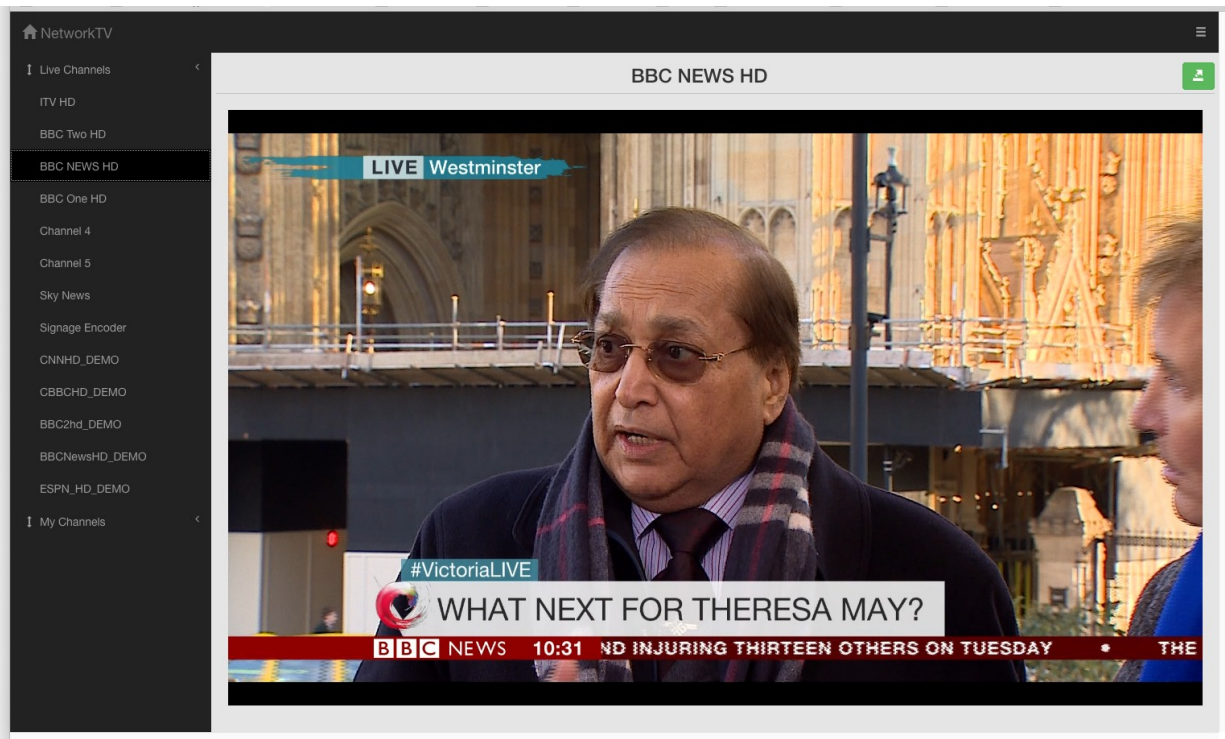 NetworkTV
Live Channels
ITV HD
BBC Two HD
BBC NEWS HD
BBC One HD
Channel 4
Channel 5
Sky News
Signage Encoder
CNNHD_DEMO
CBBCHD_DEMO
BBC2hd_DEMO
BBCNewsHD_DEMO
ESPN_HD_DEMO
My Channels
BBC NEWS HD
LIVE Westminster
#VictoriaLIVE
WHAT NEXT FOR THERESA MAY?
BBC NEWS 10:31 ND INJURING THIRTEEN OTHERS ON TUESDAY • THE